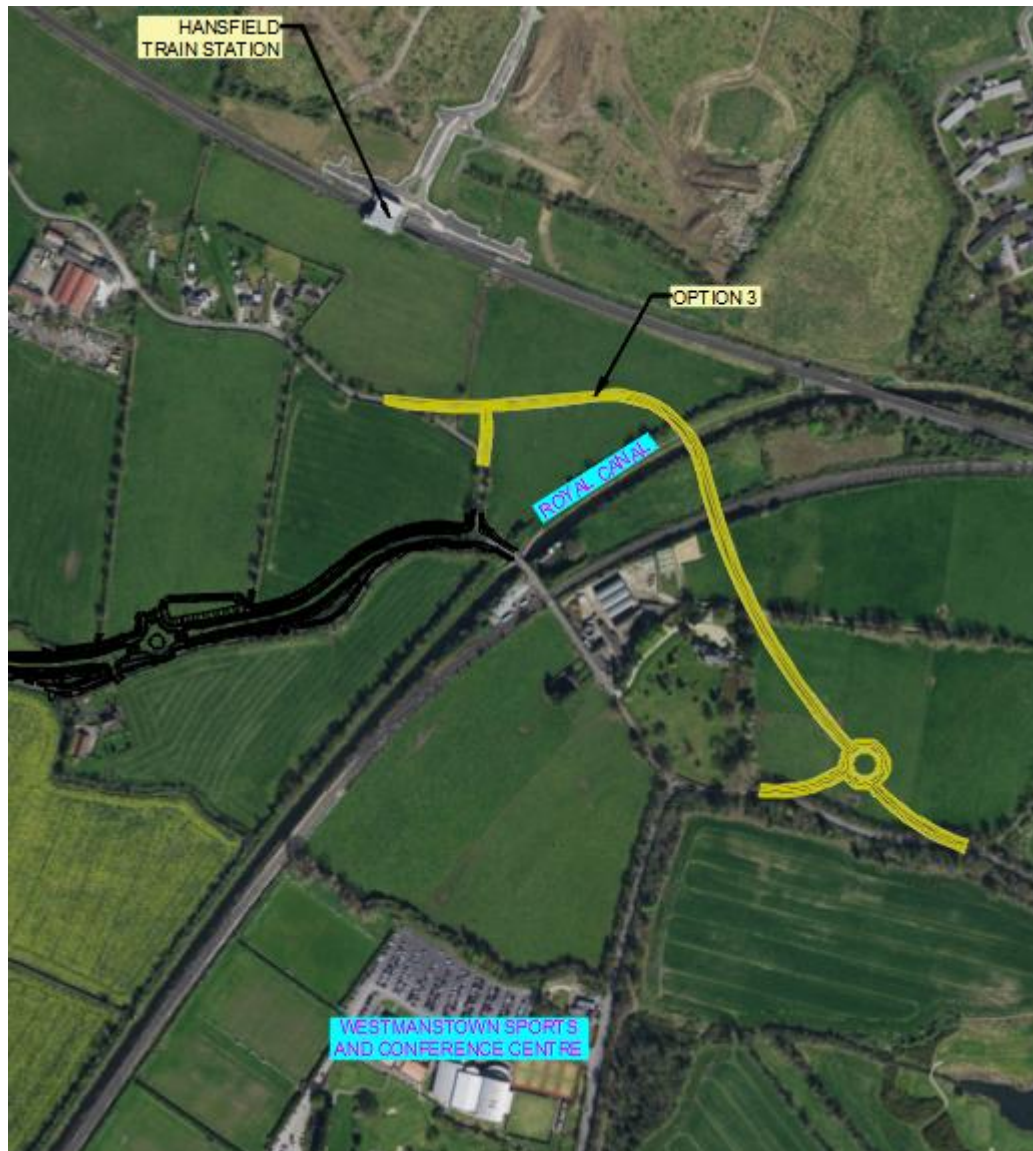 HANSFIELD
TRAIN STATION
OPTION 3
ROYAL CANAL
WESTMANSTOWN SPORTS
AND CONFERENCE CENTRE